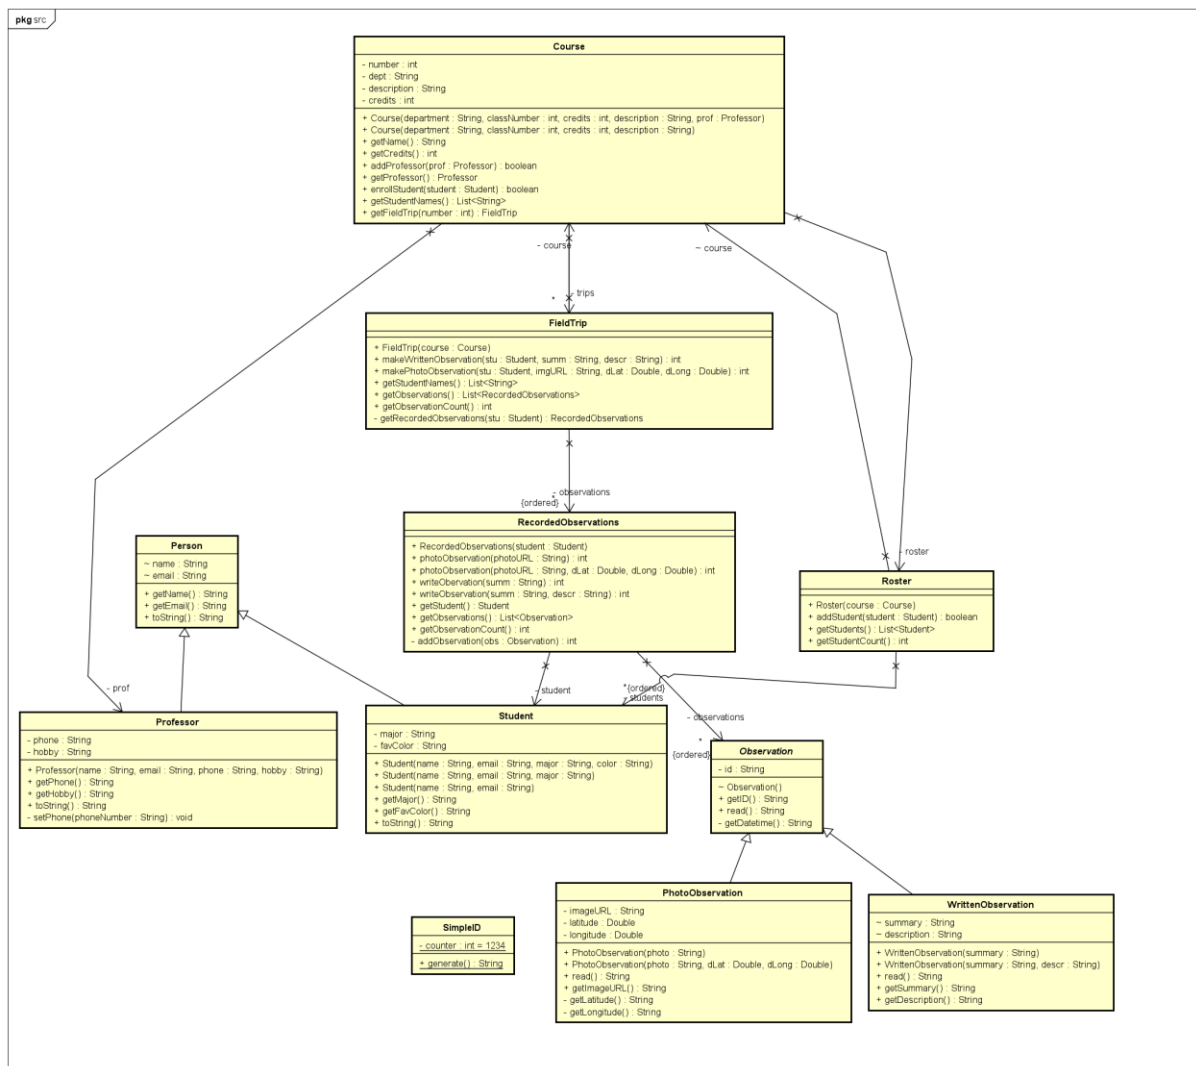 pkg src
Course
- number : int
- dept : String
- description : String
- credits : int
+ Course(department : String, classNumber : int, credits : int, description : String, prof : Professor)
+ Course(department : String, classNumber : int, credits : int, description : String)
+ getName() : String
+ getCredits() : int
+ addProfessor(prof : Professor) : boolean
+ getProfessor() : Professor
+ enrollStudent(student : Student) : boolean
+ getStudentNames() : List<String>
+ getFieldTrip(number : int) : FieldTrip
- course
~ course
- trips
*
FieldTrip
+ FieldTrip(course : Course)
+ makeWrittenObservation(stu : Student, summ : String, descr : String) : int
+ makePhotoObservation(stu : Student, imgURL : String, dLat : Double, dLong : Double) : int
+ getStudentNames() : List<String>
+ getObservations() : List<RecordedObservations>
+ getObservationCount() : int
- getRecordedObservations(stu : Student) : RecordedObservations
- observations
*
{ordered}
RecordedObservations
+ RecordedObservations(student : Student)
+ photoObservation(photoURL : String) : int
+ photoObservation(photoURL : String, dLat : Double, dLong : Double) : int
+ writeObervation(summ : String) : int
+ writeObservation(summ : String, descr : String) : int
+ getStudent() : Student
+ getObservations() : List<Observation>
+ getObservationCount() : int
- addObservation(obs : Observation) : int
Person
~ name : String
~ email : String
+ getName() : String
+ getEmail() : String
+ toString() : String
- roster
Roster
+ Roster(course : Course)
+ addStudent(student : Student) : boolean
+ getStudents() : List<Student>
+ getStudentCount() : int
- prof
- student
*{ordered}
- students
- observations
*
{ordered}
Professor
- phone : String
- hobby : String
+ Professor(name : String, email : String, phone : String, hobby : String)
+ getPhone() : String
+ getHobby() : String
+ toString() : String
- setPhone(phoneNumber : String) : void
Student
- major : String
- favColor : String
+ Student(name : String, email : String, major : String, color : String)
+ Student(name : String, email : String, major : String)
+ Student(name : String, email : String)
+ getMajor() : String
+ getFavColor() : String
+ toString() : String
Observation
- id : String
~ Observation()
+ getID() : String
+ read() : String
- getDatetime() : String
SimpleID
- counter : int = 1234
+ generate() : String
PhotoObservation
- imageURL : String
- latitude : Double
- longitude : Double
+ PhotoObservation(photo : String)
+ PhotoObservation(photo : String, dLat : Double, dLong : Double)
+ read() : String
+ getImageURL() : String
- getLatitude() : String
- getLongitude() : String
WrittenObservation
~ summary : String
~ description : String
+ WrittenObservation(summary : String)
+ WrittenObservation(summary : String, descr : String)
+ read() : String
+ getSummary() : String
+ getDescription() : String